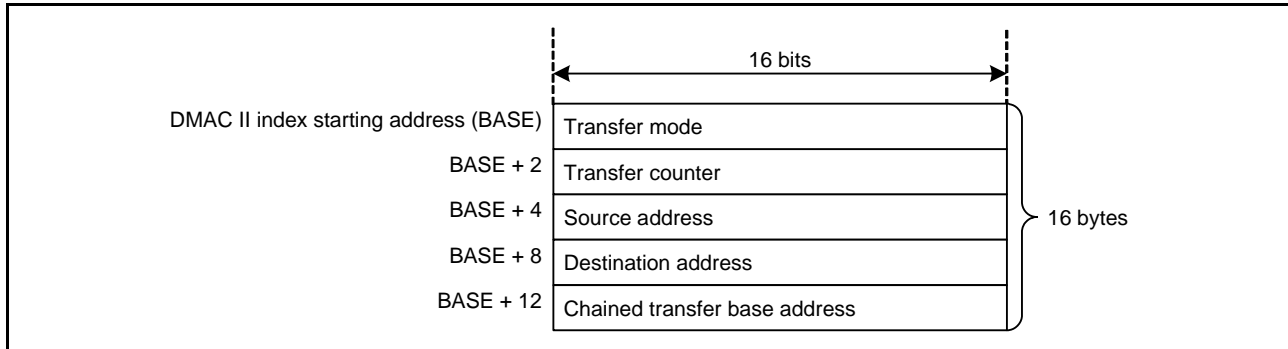 16 bits
DMAC II index starting address (BASE) Transfer mode
BASE + 2 Transfer counter
BASE + 4 Source address
BASE + 8 Destination address
BASE + 12 Chained transfer base address
16 bytes